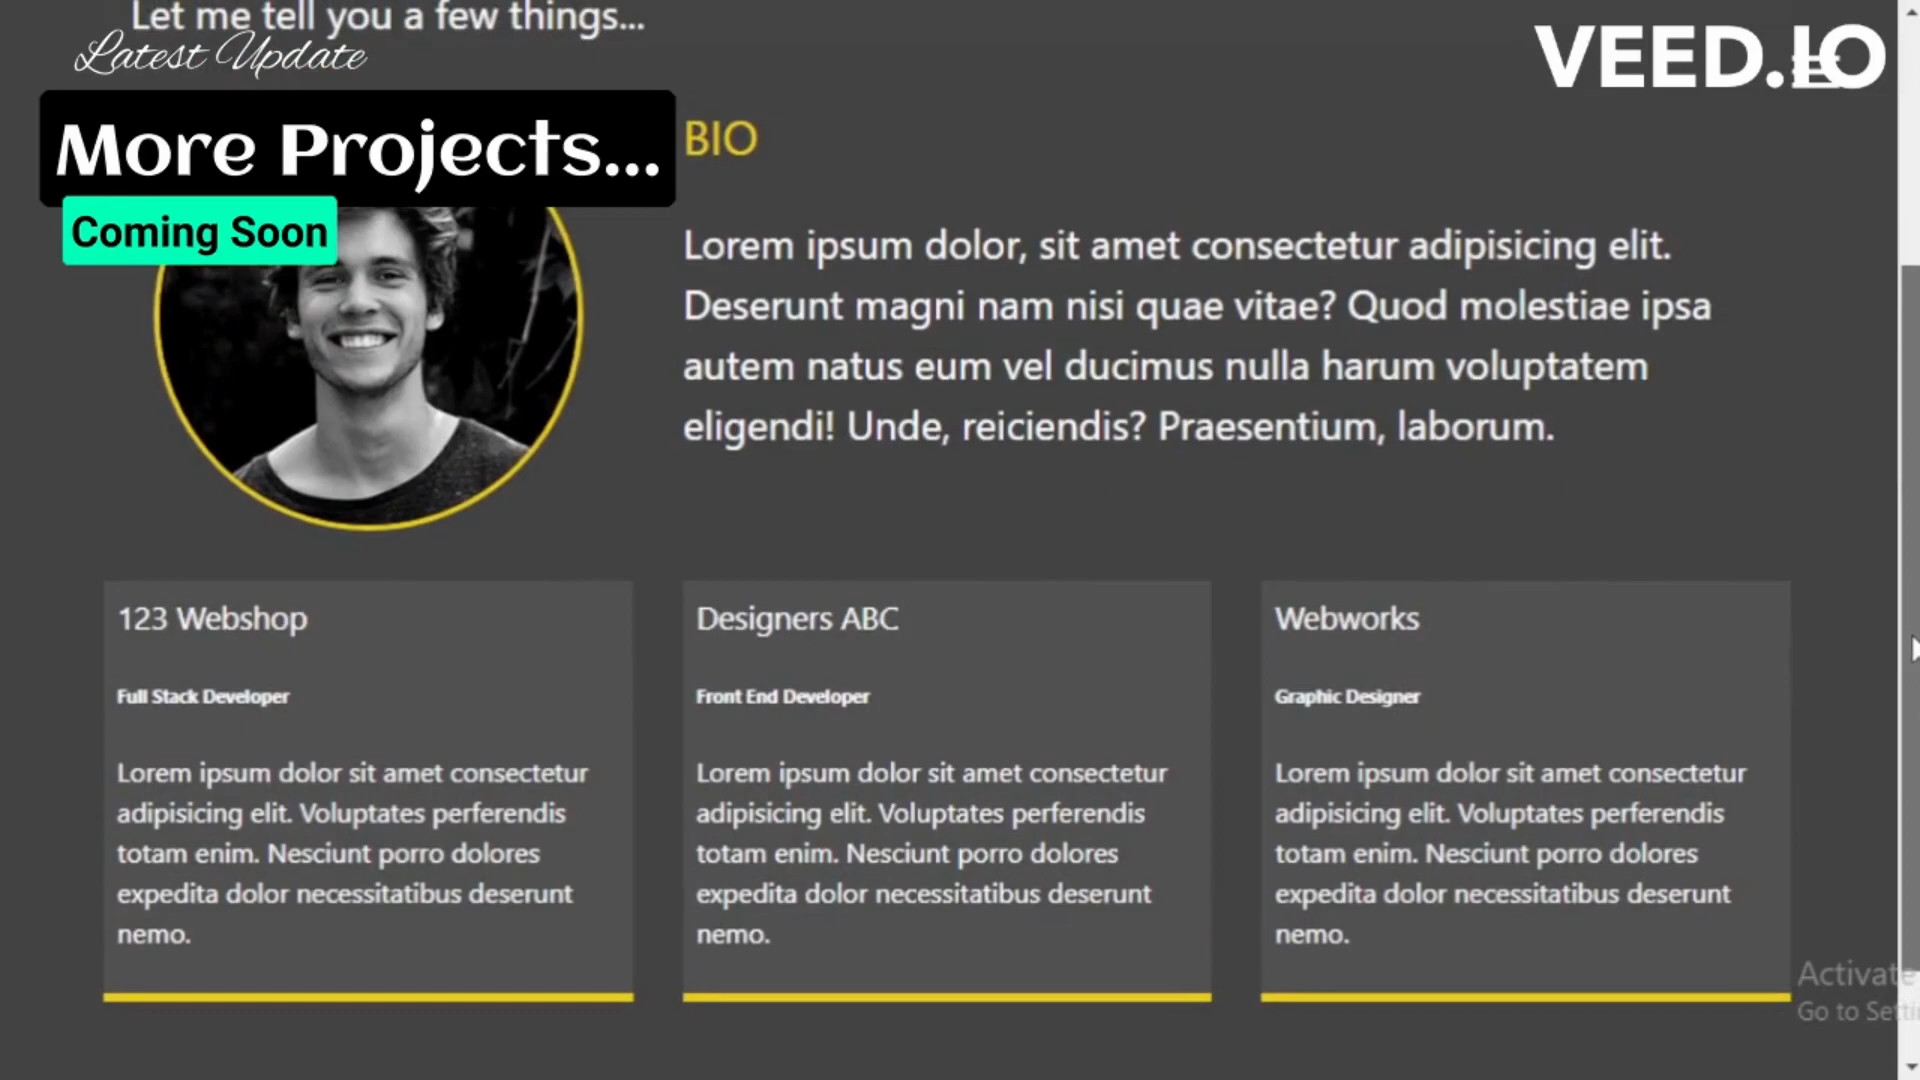 Let me tell you a few things...
Latest Update
VEED.IO
More Projects...
BIO
Coming Soon
Lorem ipsum dolor, sit amet consectetur adipisicing elit.
Deserunt magni nam nisi quae vitae? Quod molestiae ipsa
autem natus eum vel ducimus nulla harum voluptatem
eligendi! Unde, reiciendis? Praesentium, laborum.
123 Webshop
Full Stack Developer
Lorem ipsum dolor sit amet consectetur
adipisicing elit. Voluptates perferendis
totam enim. Nesciunt porro dolores
expedita dolor necessitatibus deserunt
nemo.
Designers ABC
Front End Developer
Lorem ipsum dolor sit amet consectetur
adipisicing elit. Voluptates perferendis
totam enim. Nesciunt porro dolores
expedita dolor necessitatibus deserunt
nemo.
Webworks
Graphic Designer
Lorem ipsum dolor sit amet consectetur
adipisicing elit. Voluptates perferendis
totam enim. Nesciunt porro dolores
expedita dolor necessitatibus deserunt
nemo.
Activate
Go to